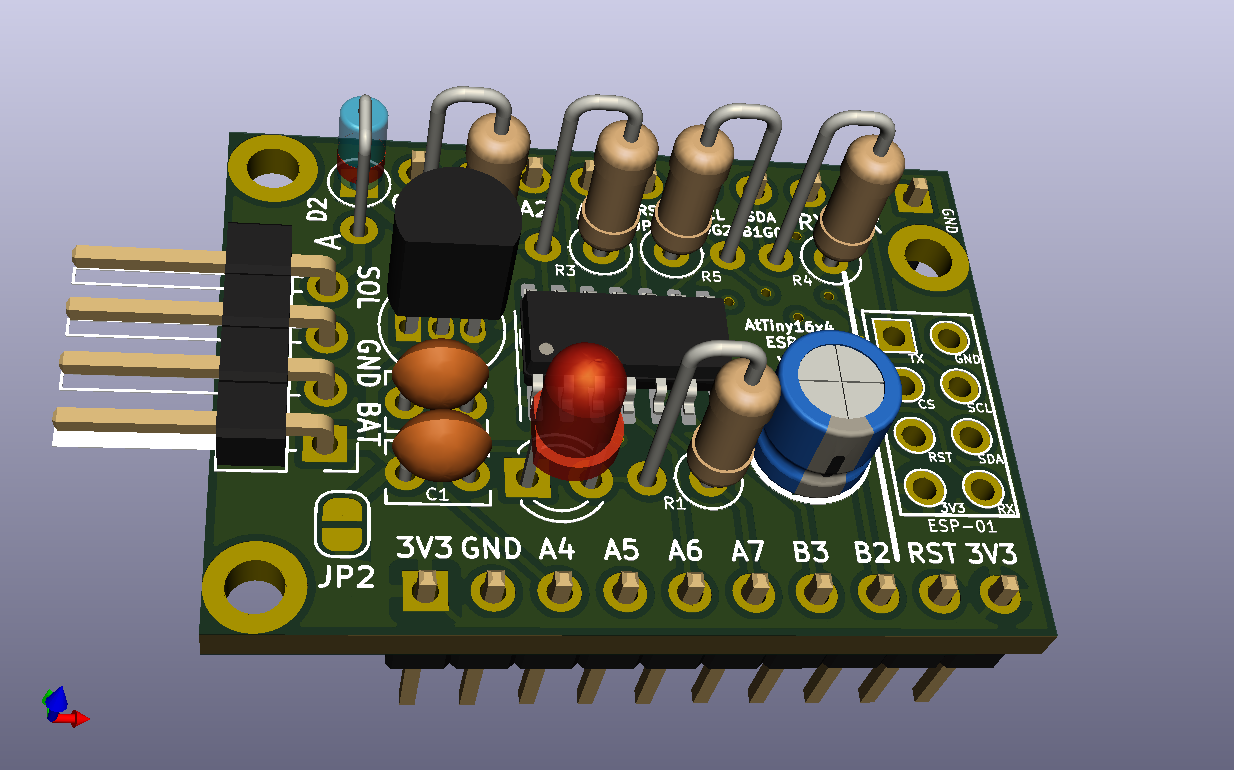 D2
A
A2
SDA
GND
R3
R5
R4
SOL
AtTiny16x4
TX
GND
GND
CS
SCL
BAT
RST
SDA
C1
R1
3V3
RX
ESP-01
3V3 GND A4 A5 A6 A7 B3 B2 RST 3V3
JP2